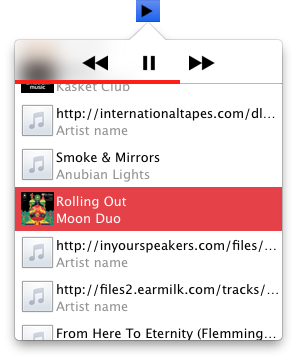 music
Kasket Club
http://internationaltapes.com/dl...
Artist name
Smoke & Mirrors
Anubian Lights
Rolling Out
Moon Duo
http://inyourspeakers.com/files/...
Artist name
http://files2.earmilk.com/tracks/...
Artist name
From Here To Eternity (Flemming...